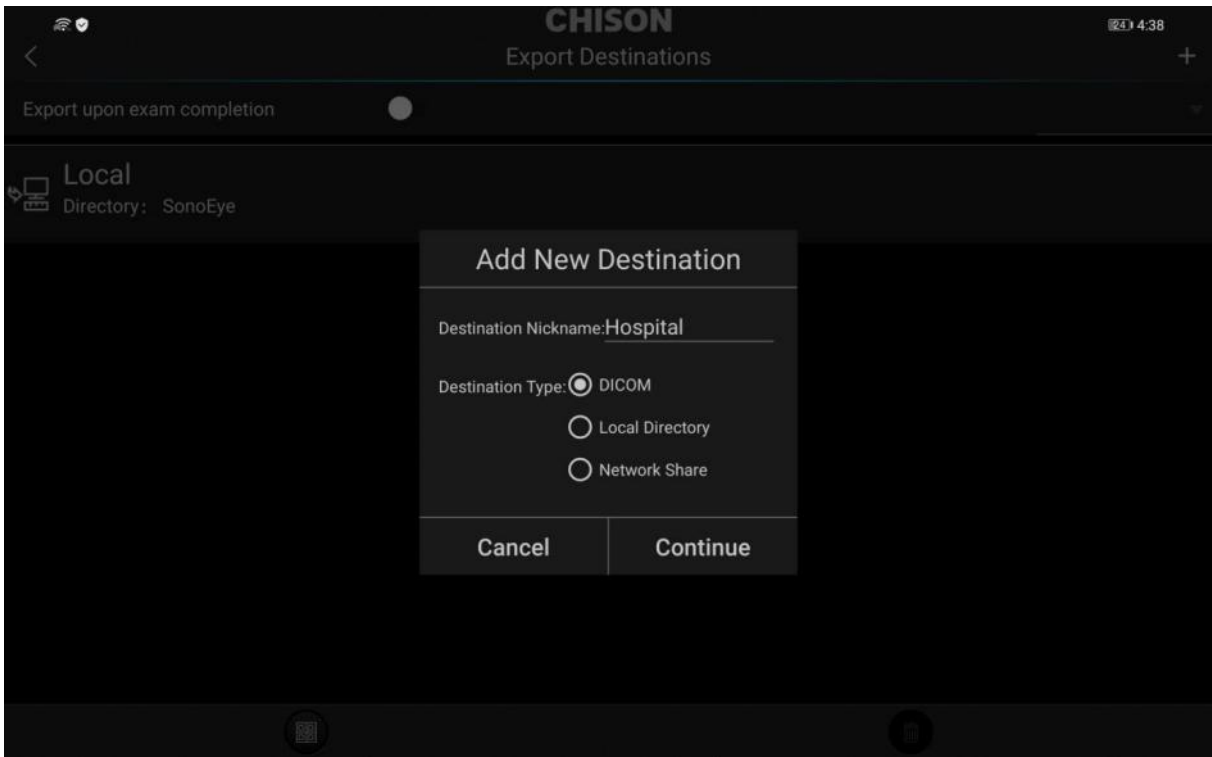 CHISON
24 4:38
Export Destinations
Export upon exam completion
Local
Directory: SonoEye
Add New Destination
Destination Nickname:Hospital
Destination Type: DICOM
Local Directory
Network Share
Cancel Continue